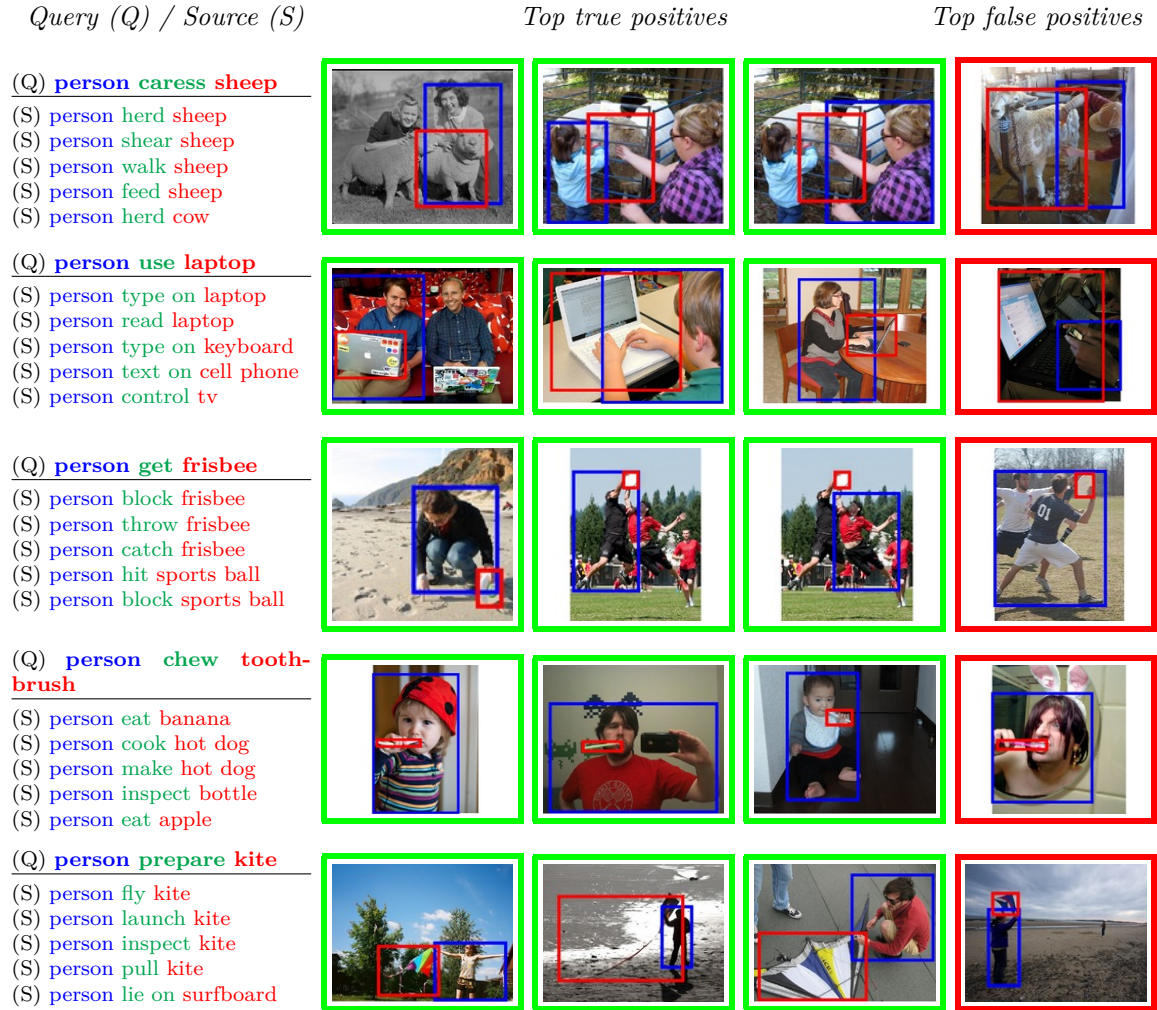 Query (Q) / Source (S)
Top true positives
Top false positives
(Q) person caress sheep
(S) person herd sheep
(S) person shear sheep
(S) person walk sheep
(S) person feed sheep
(S) person herd cow
(Q) person use laptop
(S) person type on laptop
(S) person read laptop
(S) person type on keyboard
(S) person text on cell phone
(S) person control tv
(Q) person get frisbee
(S) person block frisbee
(S) person throw frisbee
(S) person catch frisbee
(S) person hit sports ball
(S) person block sports ball
01
(Q) person chew tooth-
brush
(S) person eat banana
(S) person cook hot dog
(S) person make hot dog
(S) person inspect bottle
(S) person eat apple
(Q) person prepare kite
(S) person fly kite
(S) person launch kite
(S) person inspect kite
(S) person pull kite
(S) person lie on surfboard